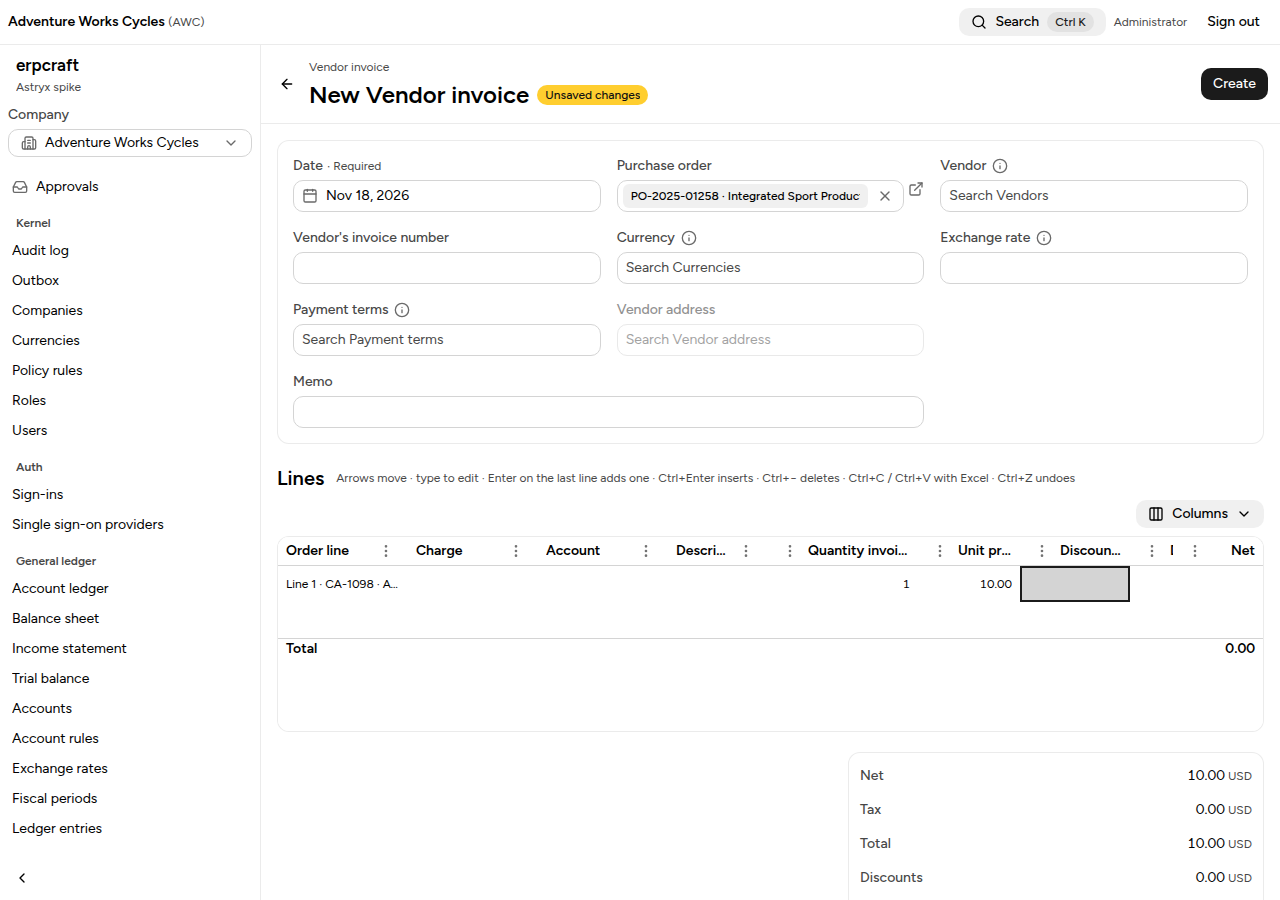 Adventure Works Cycles (AWC)
Search Ctrl K Administrator Sign out
erpcraft
Astryx spike
Company
Adventure Works Cycles
Approvals
Kernel
Audit log
Outbox
Companies
Currencies
Policy rules
Roles
Users
Auth
Sign-ins
Single sign-on providers
General ledger
Account ledger
Balance sheet
Income statement
Trial balance
Accounts
Account rules
Exchange rates
Fiscal periods
Ledger entries
Vendor invoice
New Vendor invoice Unsaved changes
Create
Date · Required
Nov 18, 2026
Purchase order
PO-2025-01258 · Integrated Sport Produc
Vendor
Search Vendors
Vendor's invoice number
Currency
Search Currencies
Exchange rate
Payment terms
Search Payment terms
Vendor address
Search Vendor address
Memo
Lines Arrows move · type to edit · Enter on the last line adds one · Ctrl+Enter inserts · Ctrl+− deletes · Ctrl+C / Ctrl+V with Excel · Ctrl+Z undoes
Columns
Order line Charge Account Descri... Quantity invoi... Unit pr... Discoun... Net
Line 1 · CA-1098 · A... 1 10.00
Total 0.00
Net 10.00 USD
Tax 0.00 USD
Total 10.00 USD
Discounts 0.00 USD